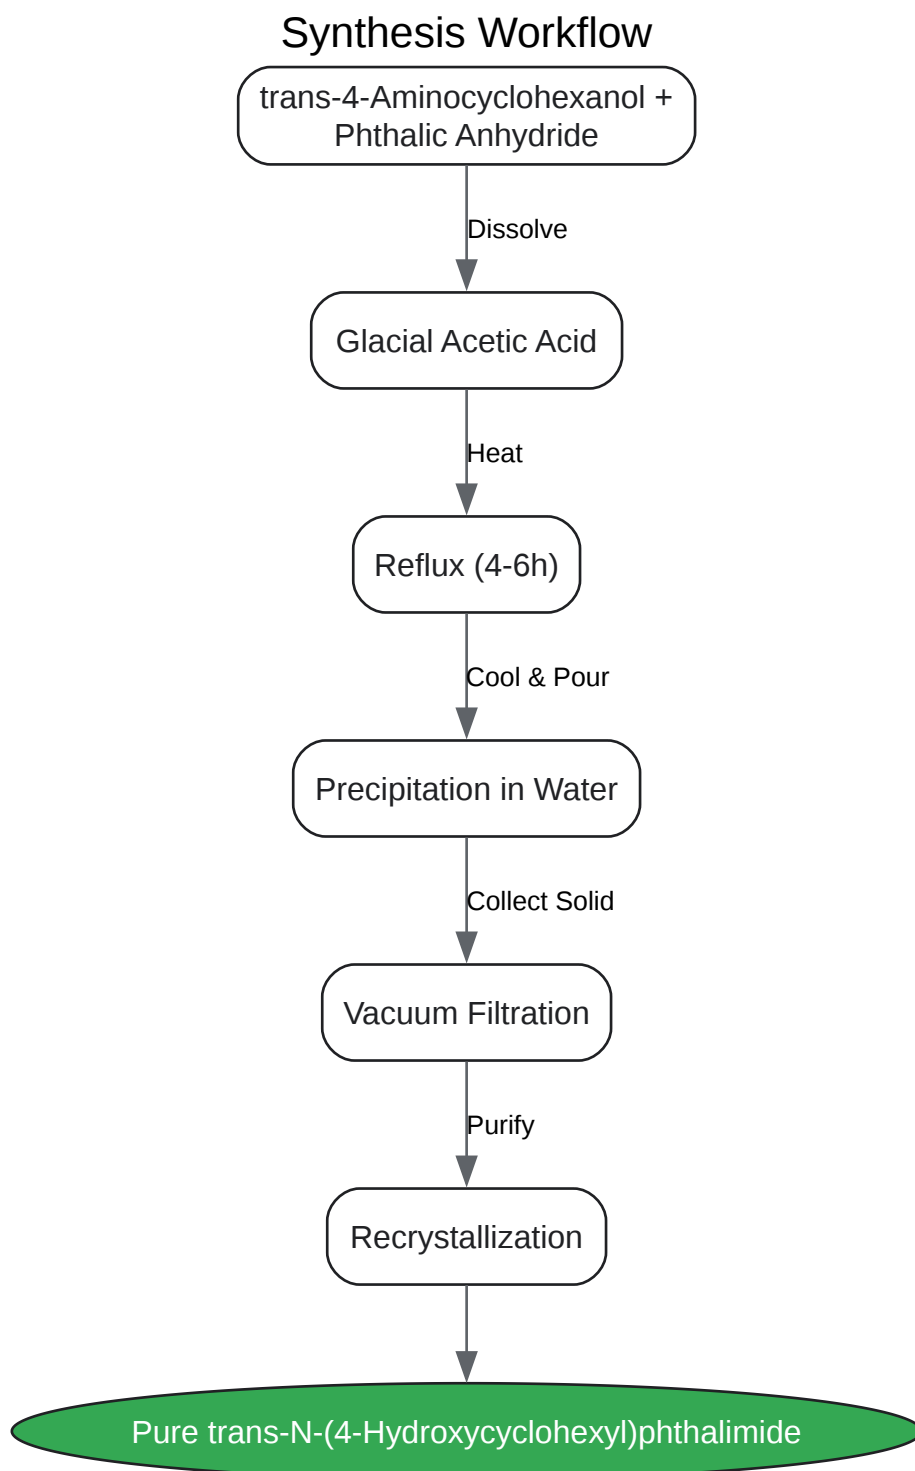 Synthesis Workflow
trans-4-Aminocyclohexanol +
Phthalic Anhydride
Dissolve
Glacial Acetic Acid
Heat
Reflux (4-6h)
Cool & Pour
Precipitation in Water
Collect Solid
Vacuum Filtration
Purify
Recrystallization
Pure trans-N-(4-Hydroxycyclohexyl)phthalimide